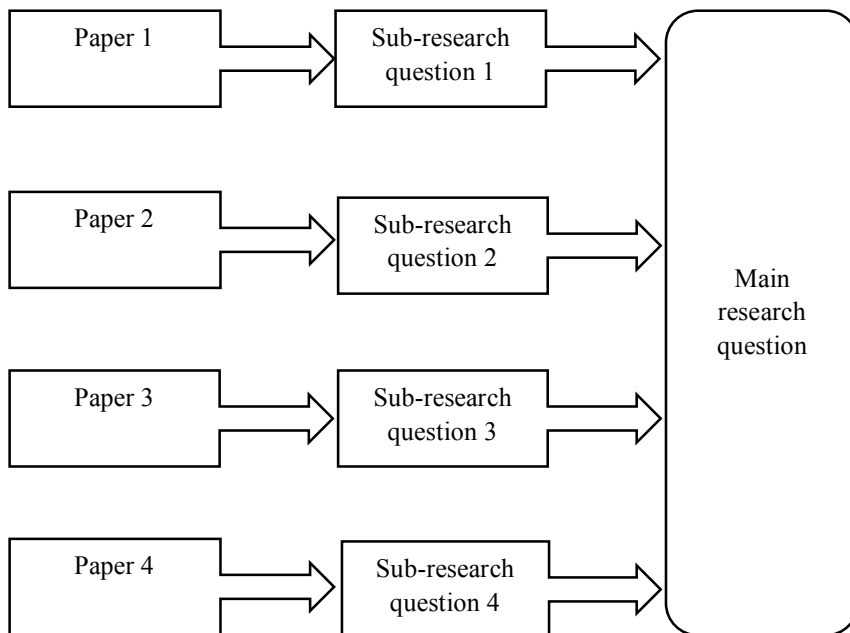 Paper 1
Sub-research
question 1
Paper 2
Sub-research
question 2
Paper 3
Sub-research
question 3
Paper 4
Sub-research
question 4
Main
research
question